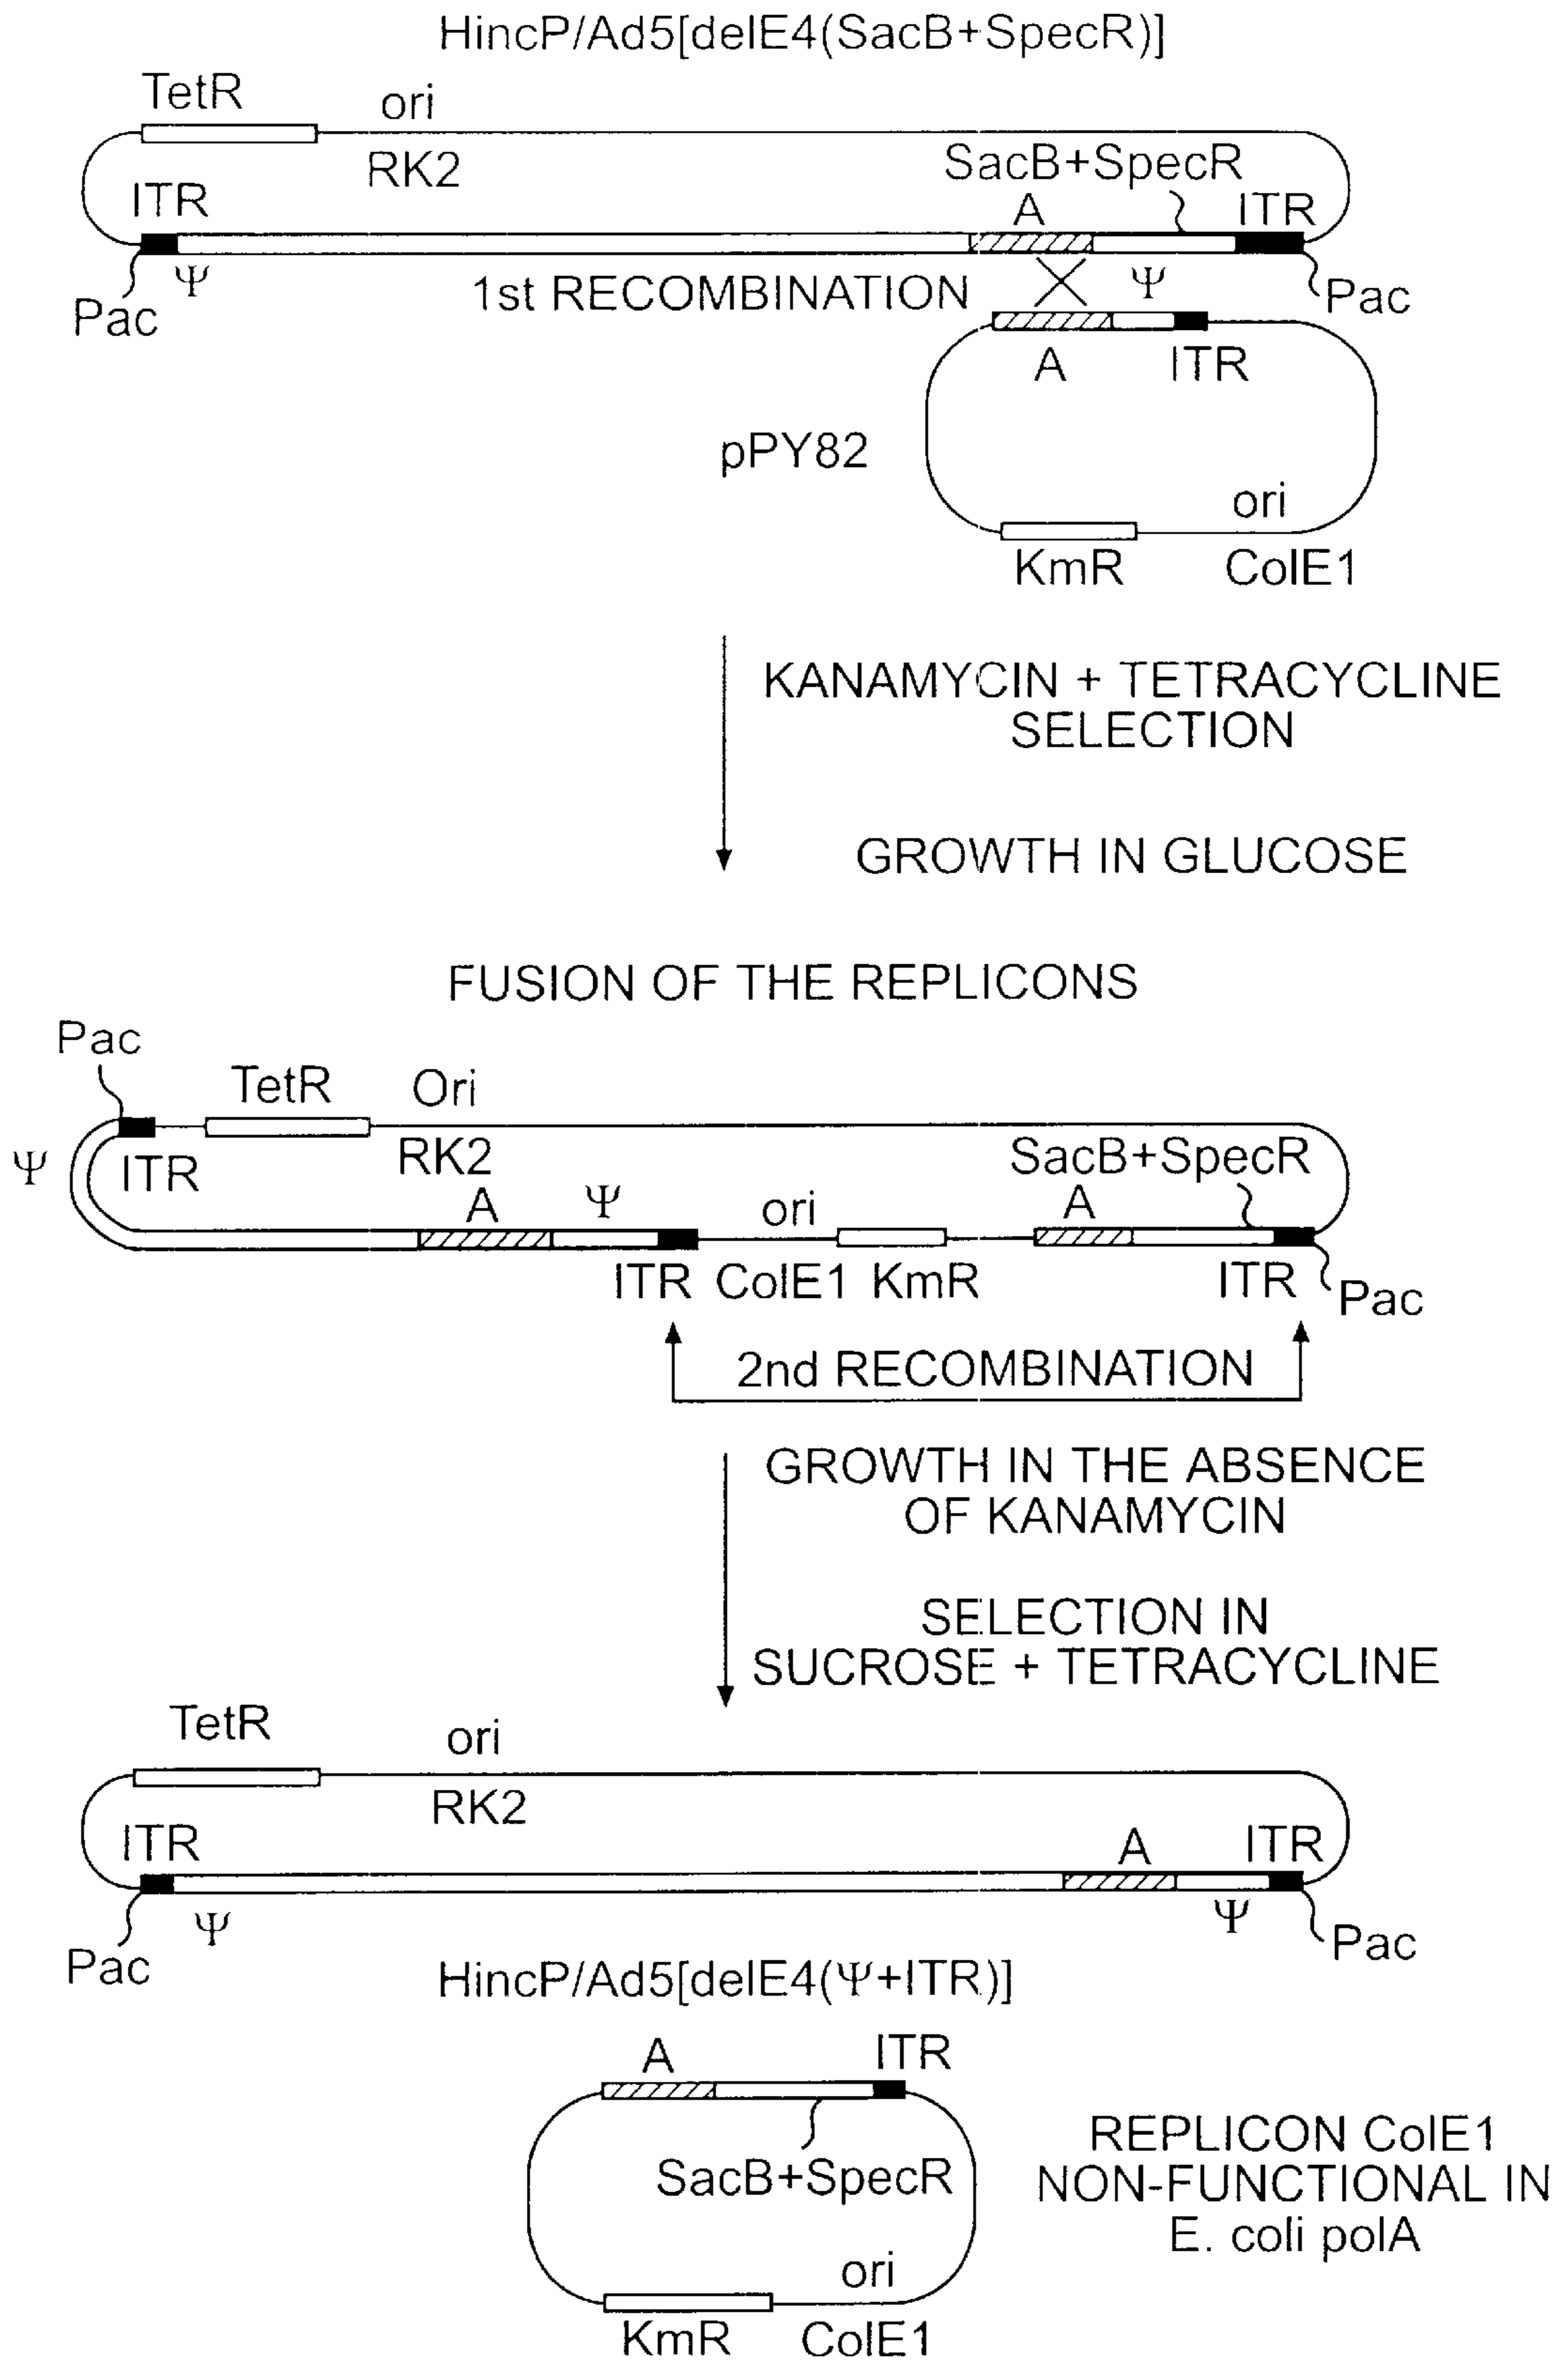 HincP/Ad5[delE4(SacB+SpecR)]
TetR
ori
RK2
SacB+SpecR
ITR
A
ITR
Pac
Ψ
1st RECOMBINATION
Ψ
Pac
A
ITR
pPY82
ori
KmR
ColE1
KANAMYCIN + TETRACYCLINE
SELECTION
GROWTH IN GLUCOSE
FUSION OF THE REPLICONS
Pac
TetR
Ori
Ψ
ITR
RK2
SacB+SpecR
A
Ψ
ori
A
ITR
ColE1
KmR
ITR
Pac
2nd RECOMBINATION
GROWTH IN THE ABSENCE
OF KANAMYCIN
SELECTION IN
SUCROSE + TETRACYCLINE
TetR
ori
RK2
ITR
A
ITR
Pac
Ψ
Ψ
Pac
HincP/Ad5[delE4(Ψ+ITR)]
A
ITR
SacB+SpecR
REPLICON ColE1
NON-FUNCTIONAL IN
E. coli polA
ori
KmR
ColE1